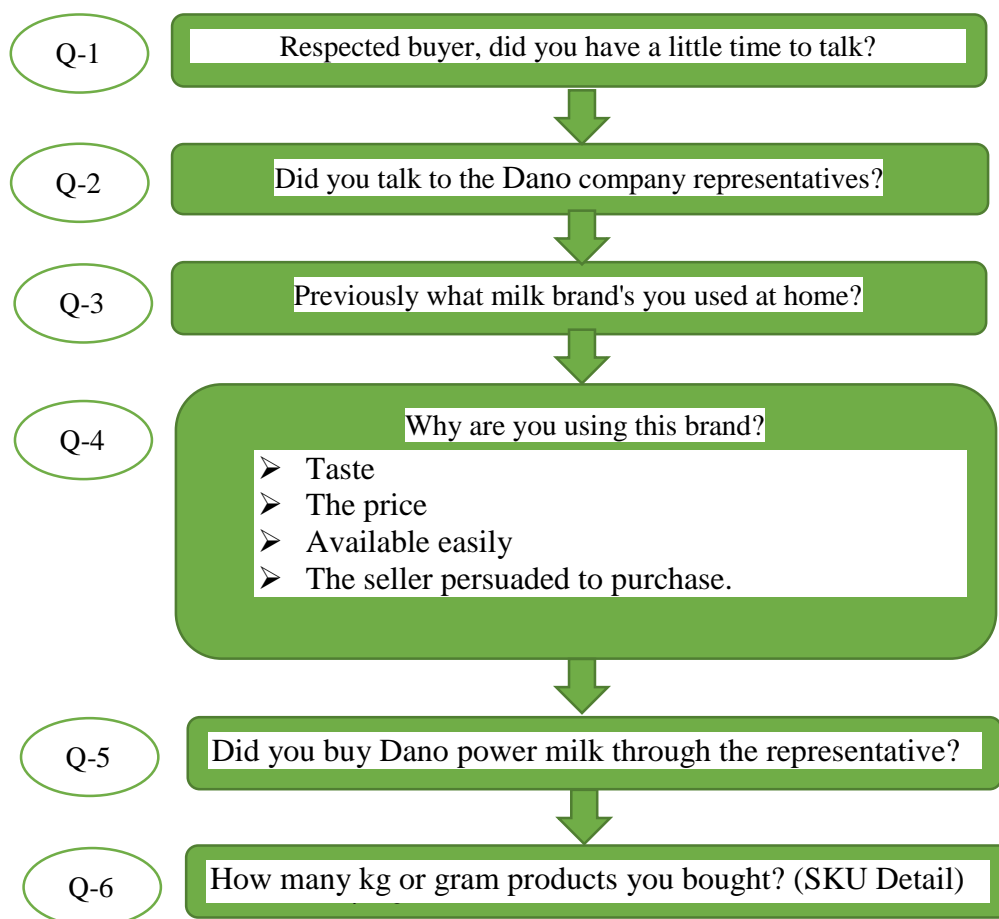 Q-1
Respected buyer, did you have a little time to talk?
Q-2
Did you talk to the Dano company representatives?
Q-3
Previously what milk brand's you used at home?
Q-4
Why are you using this brand?
➢ Taste
➢ The price
➢ Available easily
➢ The seller persuaded to purchase.
Q-5
Did you buy Dano power milk through the representative?
Q-6
How many kg or gram products you bought? (SKU Detail)